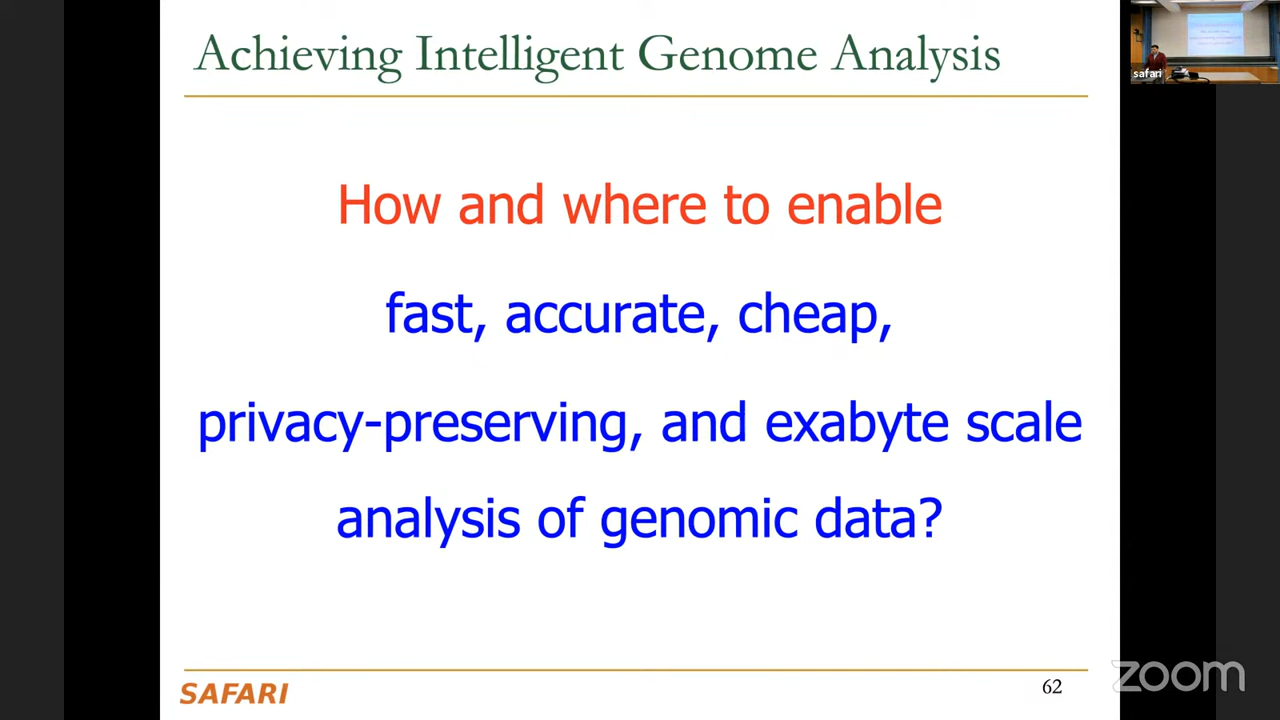 Achieving Intelligent Genome Analysis
safari
How and where to enable
fast, accurate, cheap,
privacy-preserving, and exabyte scale
analysis of genomic data?
SAFARI
62
zoom